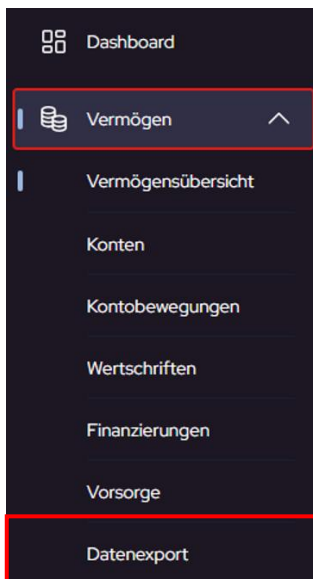 Dashboard
Vermögen
Vermögensübersicht
Konten
Kontobewegungen
Wertschriften
Finanzierungen
Vorsorge
Datenexport